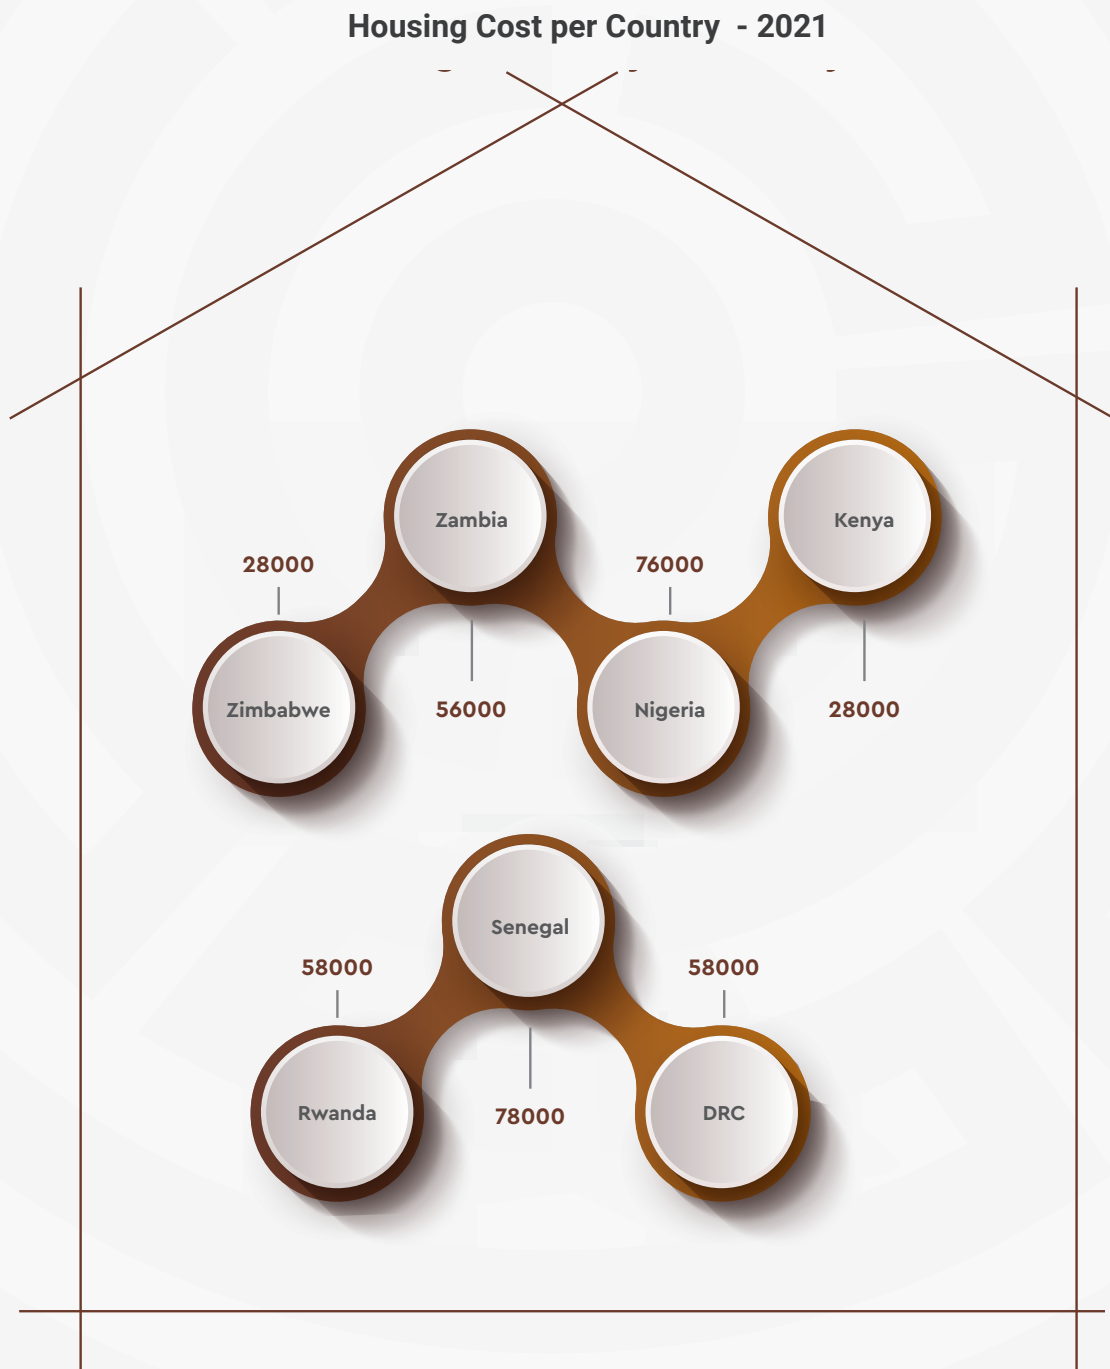 Housing Cost per Country - 2021
Zambia
Kenya
28000
76000
Zimbabwe
56000
Nigeria
28000
Senegal
58000
58000
Rwanda
78000
DRC